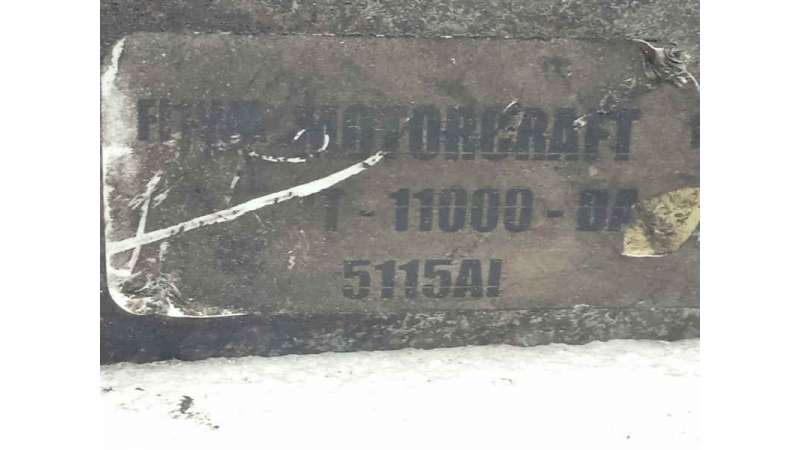 MOTORCRAFT
T - 11000 - DA
5115AI